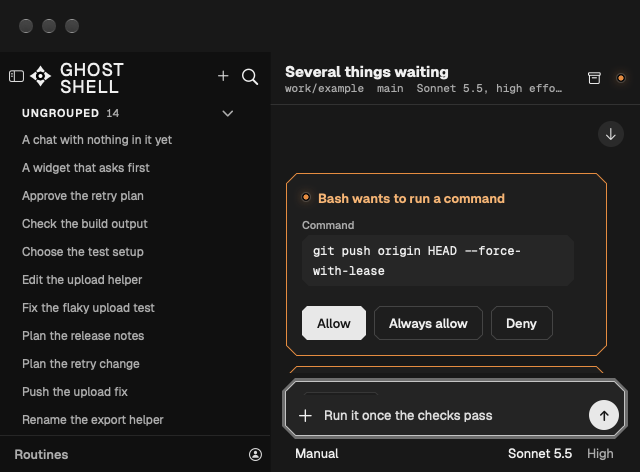 GHOST
SHELL
UNGROUPED 14
A chat with nothing in it yet
A widget that asks first
Approve the retry plan
Check the build output
Choose the test setup
Edit the upload helper
Fix the flaky upload test
Plan the release notes
Plan the retry change
Push the upload fix
Rename the export helper
Routines
Several things waiting
work/example main Sonnet 5.5, high effo…
Bash wants to run a command
Command
git push origin HEAD --force-
with-lease
Allow Always allow Deny
Run it once the checks pass
Manual Sonnet 5.5 High